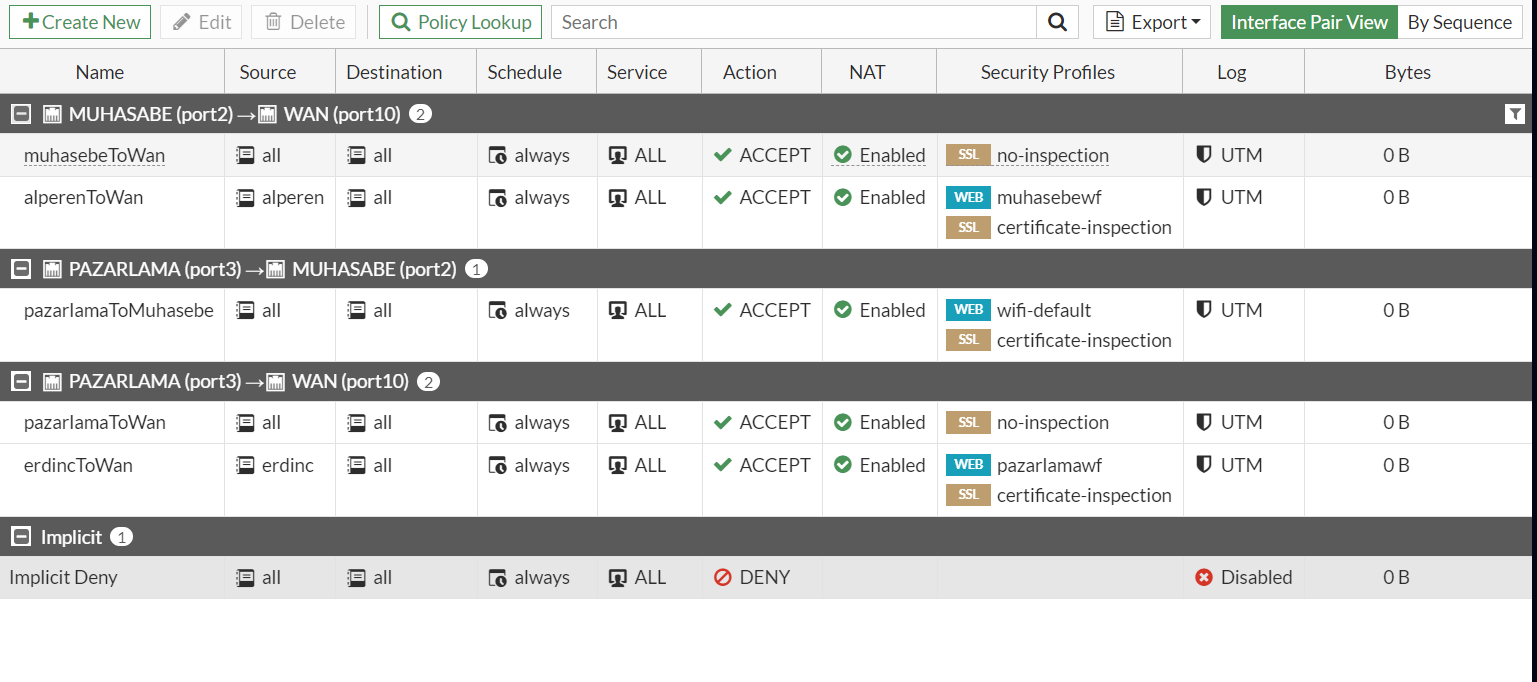 Create New Edit Delete Policy Lookup Search Export Interface Pair View By Sequence
Name Source Destination Schedule Service Action NAT Security Profiles Log Bytes
MUHASABE (port2) → WAN (port10) 2
muhasebeToWan all all always ALL ACCEPT Enabled SSL no-inspection UTM 0 B
alperenToWan alperen all always ALL ACCEPT Enabled WEB muhasebewf UTM 0 B
SSL certificate-inspection
PAZARLAMA (port3) → MUHASABE (port2) 1
pazarlamaToMuhasebe all all always ALL ACCEPT Enabled WEB wifi-default UTM 0 B
SSL certificate-inspection
PAZARLAMA (port3) → WAN (port10) 2
pazarlamaToWan all all always ALL ACCEPT Enabled SSL no-inspection UTM 0 B
erdincToWan erdinc all always ALL ACCEPT Enabled WEB pazarlamawf UTM 0 B
SSL certificate-inspection
Implicit 1
Implicit Deny all all always ALL DENY Disabled 0 B